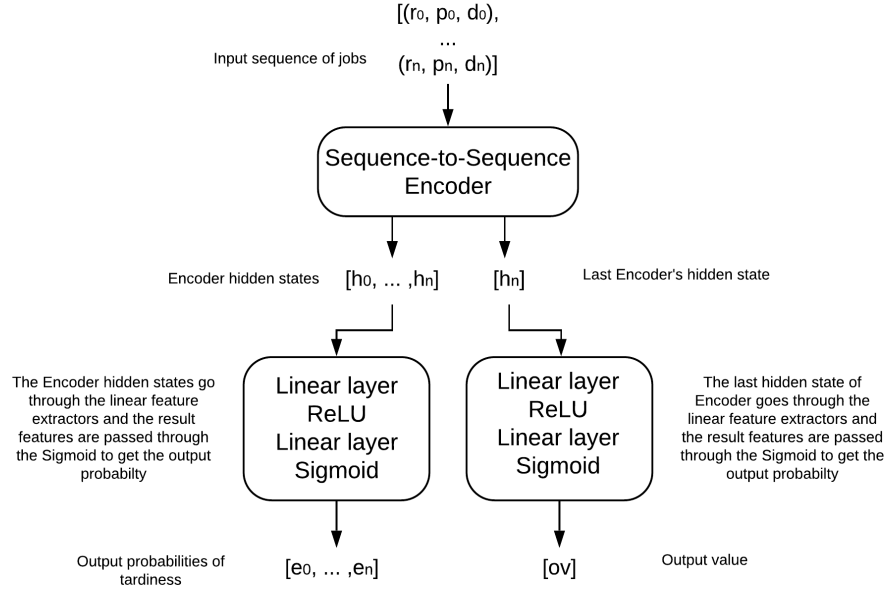 [(r0, p0, d0),
...
Input sequence of jobs
(rn, pn, dn)]
Sequence-to-Sequence
Encoder
Encoder hidden states
[h0, ... ,hn]
[hn]
Last Encoder's hidden state
The Encoder hidden states go
through the linear feature
extractors and the result
features are passed through
the Sigmoid to get the output
probabilty
Linear layer
ReLU
Linear layer
Sigmoid
Linear layer
ReLU
Linear layer
Sigmoid
The last hidden state of
Encoder goes through the
linear feature extractors and
the result features are passed
through the Sigmoid to get the
output probabilty
Output probabilities of
tardiness
[e0, ... ,en]
[ov]
Output value